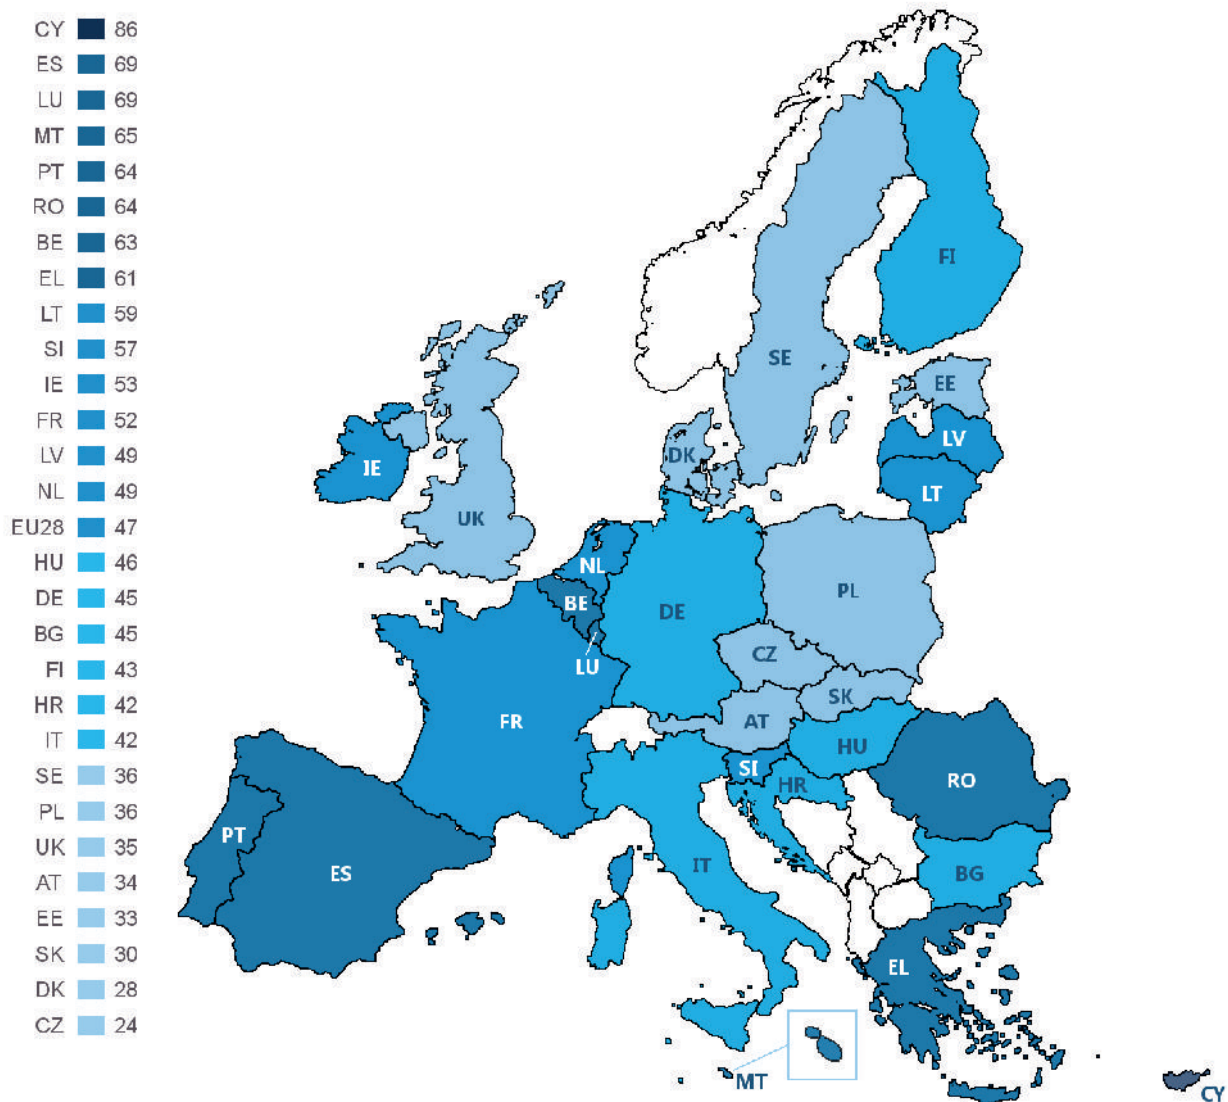 CY 86
ES 69
LU 69
MT 65
PT 64
RO 64
BE 63
EL 61
LT 59
SI 57
IE 53
FR 52
LV 49
NL 49
EU28 47
HU 46
DE 45
BG 45
FI 43
HR 42
IT 42
SE 36
PL 36
UK 35
AT 34
EE 33
SK 30
DK 28
CZ 24
FI
SE
EE
DK
LV
IE
LT
UK
NL
PL
BE
DE
CZ
LU
SK
FR
AT
HU
SI
HR
RO
PT
IT
ES
BG
EL
MT
CY